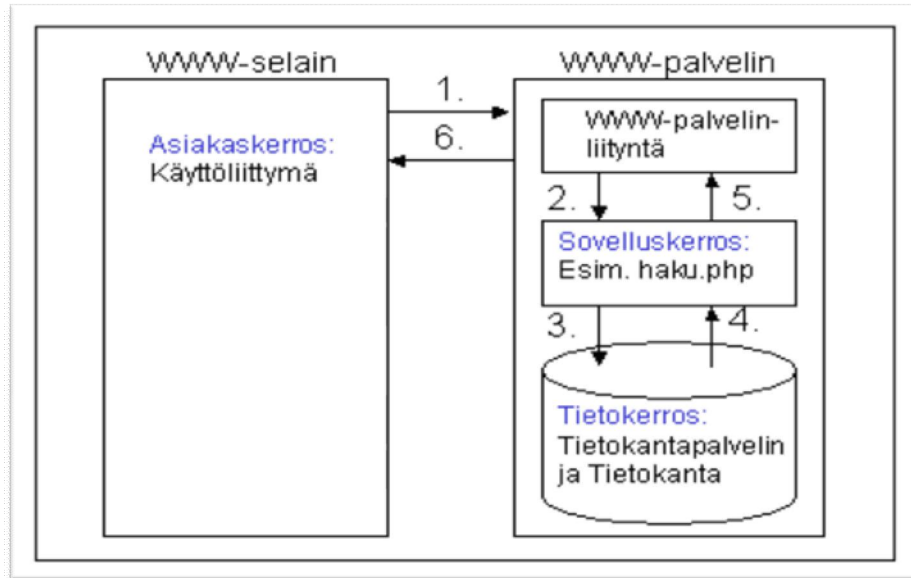 WWW-selain
WWW-palvelin
1.
6.
Asiakaskerros:
Käyttöliittymä
WWW-palvelin-
liityntä
2.
5.
Sovelluskerros:
Esim. haku.php
3.
4.
Tietokerros:
Tietokantapalvelin
ja Tietokanta